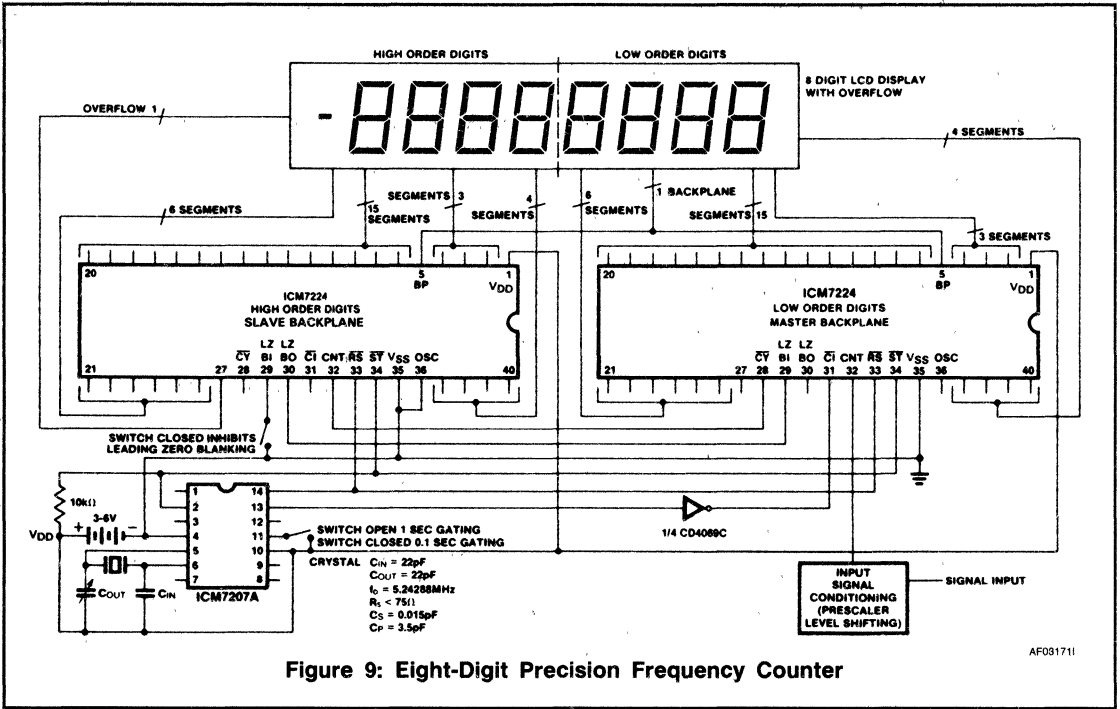 HIGH ORDER DIGITS
LOW ORDER DIGITS
8 DIGIT LCD DISPLAY
WITH OVERFLOW
OVERFLOW 1
4 SEGMENTS
6 SEGMENTS
15
SEGMENTS
SEGMENTS 3
SEGMENTS 4
6
SEGMENTS
1 BACKPLANE
SEGMENTS 15
3 SEGMENTS
20
5
BP
1
VDD
ICM7224
HIGH ORDER DIGITS
SLAVE BACKPLANE
LZ LZ
CY BI BO CI CNT RS ST VSS OSC
21 27 28 29 30 31 32 33 34 35 36 40
20
5
BP
1
VDD
ICM7224
LOW ORDER DIGITS
MASTER BACKPLANE
LZ LZ
CY BI BO CI CNT RS ST VSS OSC
21 27 28 29 30 31 32 33 34 35 36 40
SWITCH CLOSED INHIBITS
LEADING ZERO BLANKING
10kΩ
3-6V
+ −
VDD
COUT
CIN
1 14
2 13
3 12
4 11
5 10
6 9
7 8
ICM7207A
SWITCH OPEN 1 SEC GATING
SWITCH CLOSED 0.1 SEC GATING
CRYSTAL CIN = 22pF
COUT = 22pF
fo = 5.24288MHz
RS < 75Ω
CS = 0.015pF
CP = 3.5pF
1/4 CD4069C
INPUT
SIGNAL
CONDITIONING
(PRESCALER
LEVEL SHIFTING)
SIGNAL INPUT
AF03171I
Figure 9: Eight-Digit Precision Frequency Counter